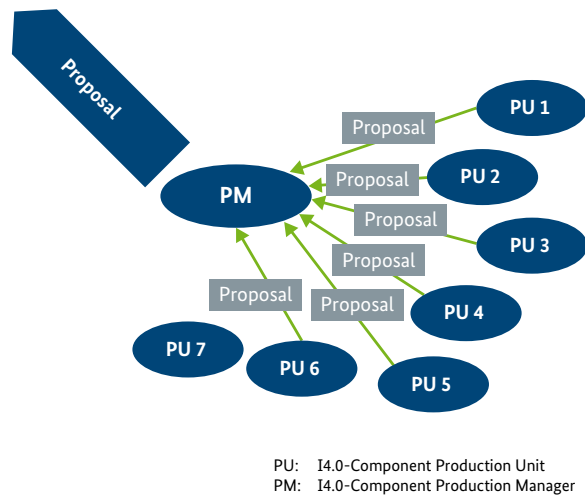 Proposal
PU 1
Proposal
PU 2
Proposal
PM
Proposal
PU 3
Proposal
Proposal
Proposal
PU 4
PU 7
PU 6
PU 5
PU: I4.0-Component Production Unit
PM: I4.0-Component Production Manager